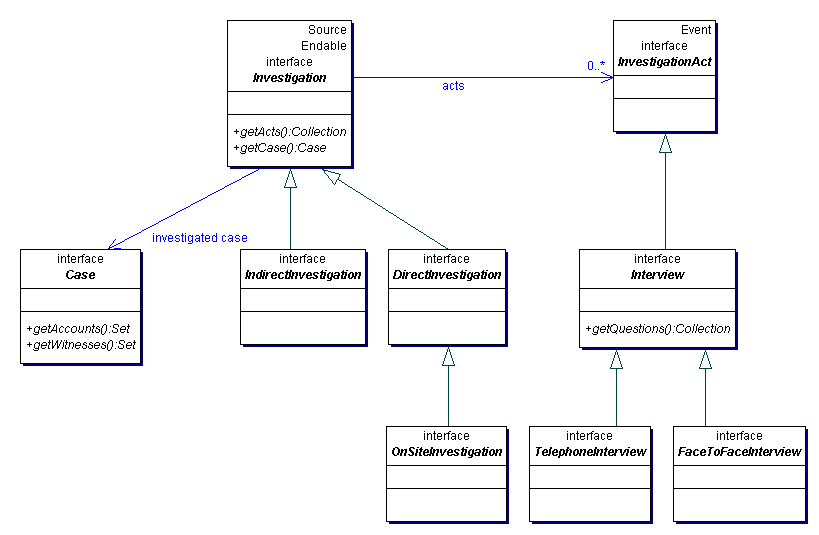 Source
Endable
interface
Investigation
+getActs():Collection
+getCase():Case
acts
0..*
Event
interface
InvestigationAct
investigated case
interface
Case
+getAccounts():Set
+getWitnesses():Set
interface
IndirectInvestigation
interface
DirectInvestigation
interface
Interview
+getQuestions():Collection
interface
OnSiteInvestigation
interface
TelephoneInterview
interface
FaceToFaceInterview